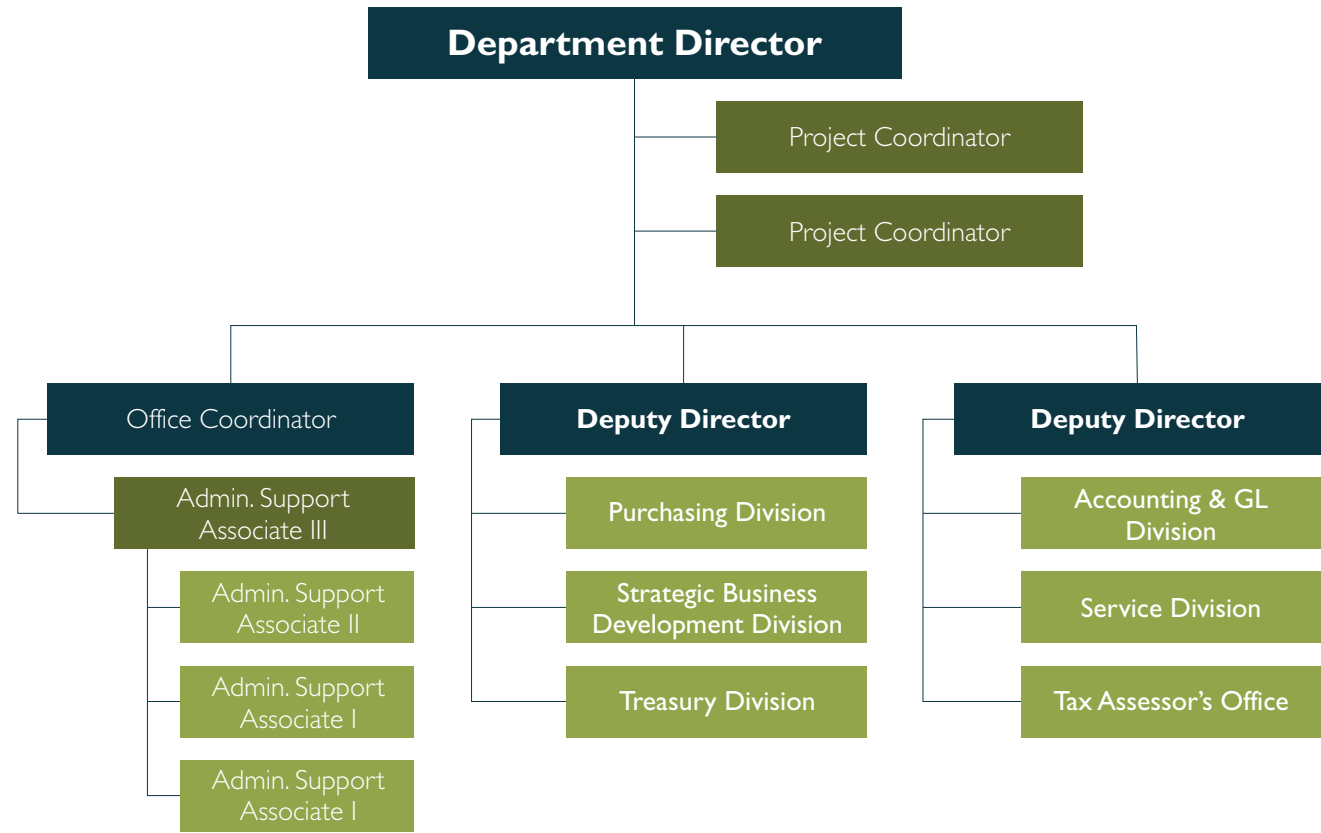 Department Director
Project Coordinator
Project Coordinator
Office Coordinator
Admin. Support
Associate III
Admin. Support
Associate II
Admin. Support
Associate I
Admin. Support
Associate I
Deputy Director
Purchasing Division
Strategic Business
Development Division
Treasury Division
Deputy Director
Accounting & GL
Division
Service Division
Tax Assessor's Office